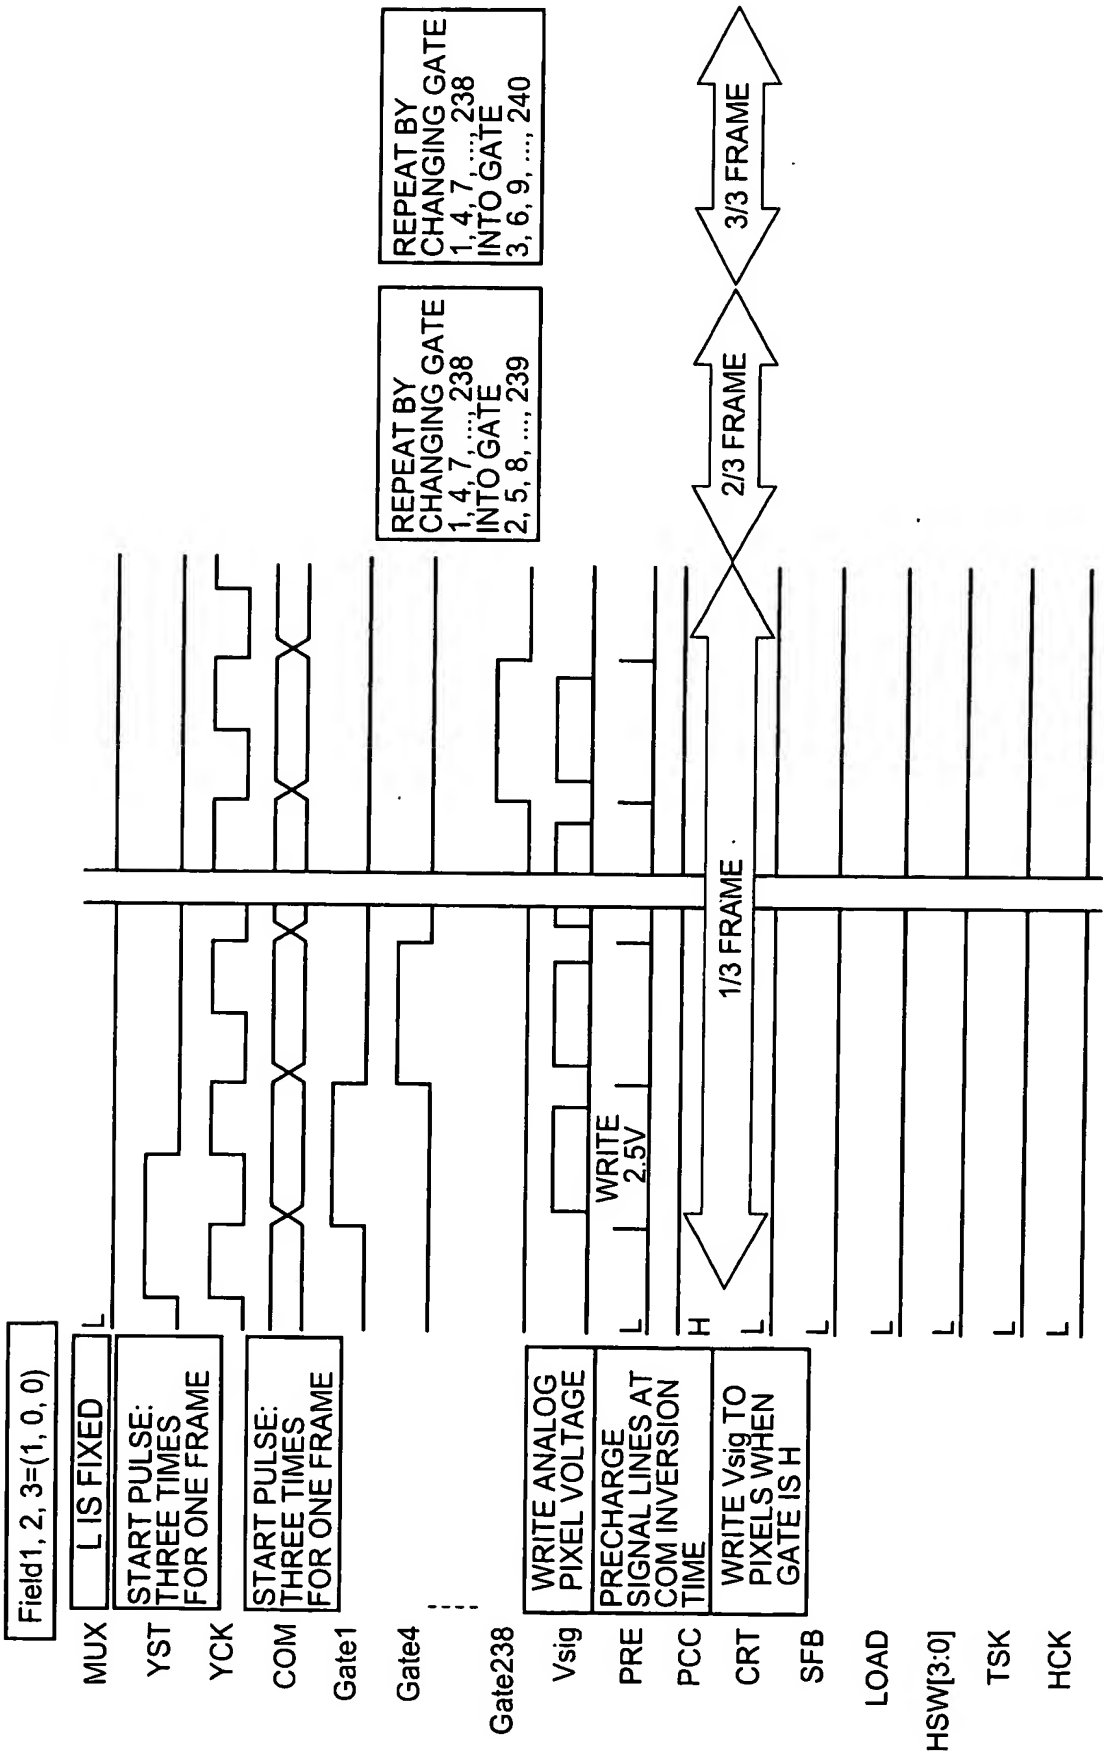 Field1, 2, 3=(1, 0, 0)
MUX
L IS FIXED
L
YST
START PULSE:
THREE TIMES
FOR ONE FRAME
YCK
COM
START PULSE:
THREE TIMES
FOR ONE FRAME
Gate1
Gate4
Gate238
Vsig
WRITE ANALOG
PIXEL VOLTAGE
PRE
PRECHARGE
SIGNAL LINES AT
COM INVERSION
TIME
L
WRITE
2.5V
PCC
H
CRT
WRITE Vsig TO
PIXELS WHEN
GATE IS H
L
SFB
L
LOAD
L
HSW[3:0]
L
TSK
L
HCK
L
1/3 FRAME
2/3 FRAME
3/3 FRAME
REPEAT BY
CHANGING GATE
1, 4, 7, ..., 238
INTO GATE
2, 5, 8, ..., 239
REPEAT BY
CHANGING GATE
1, 4, 7, ..., 238
INTO GATE
3, 6, 9, ..., 240